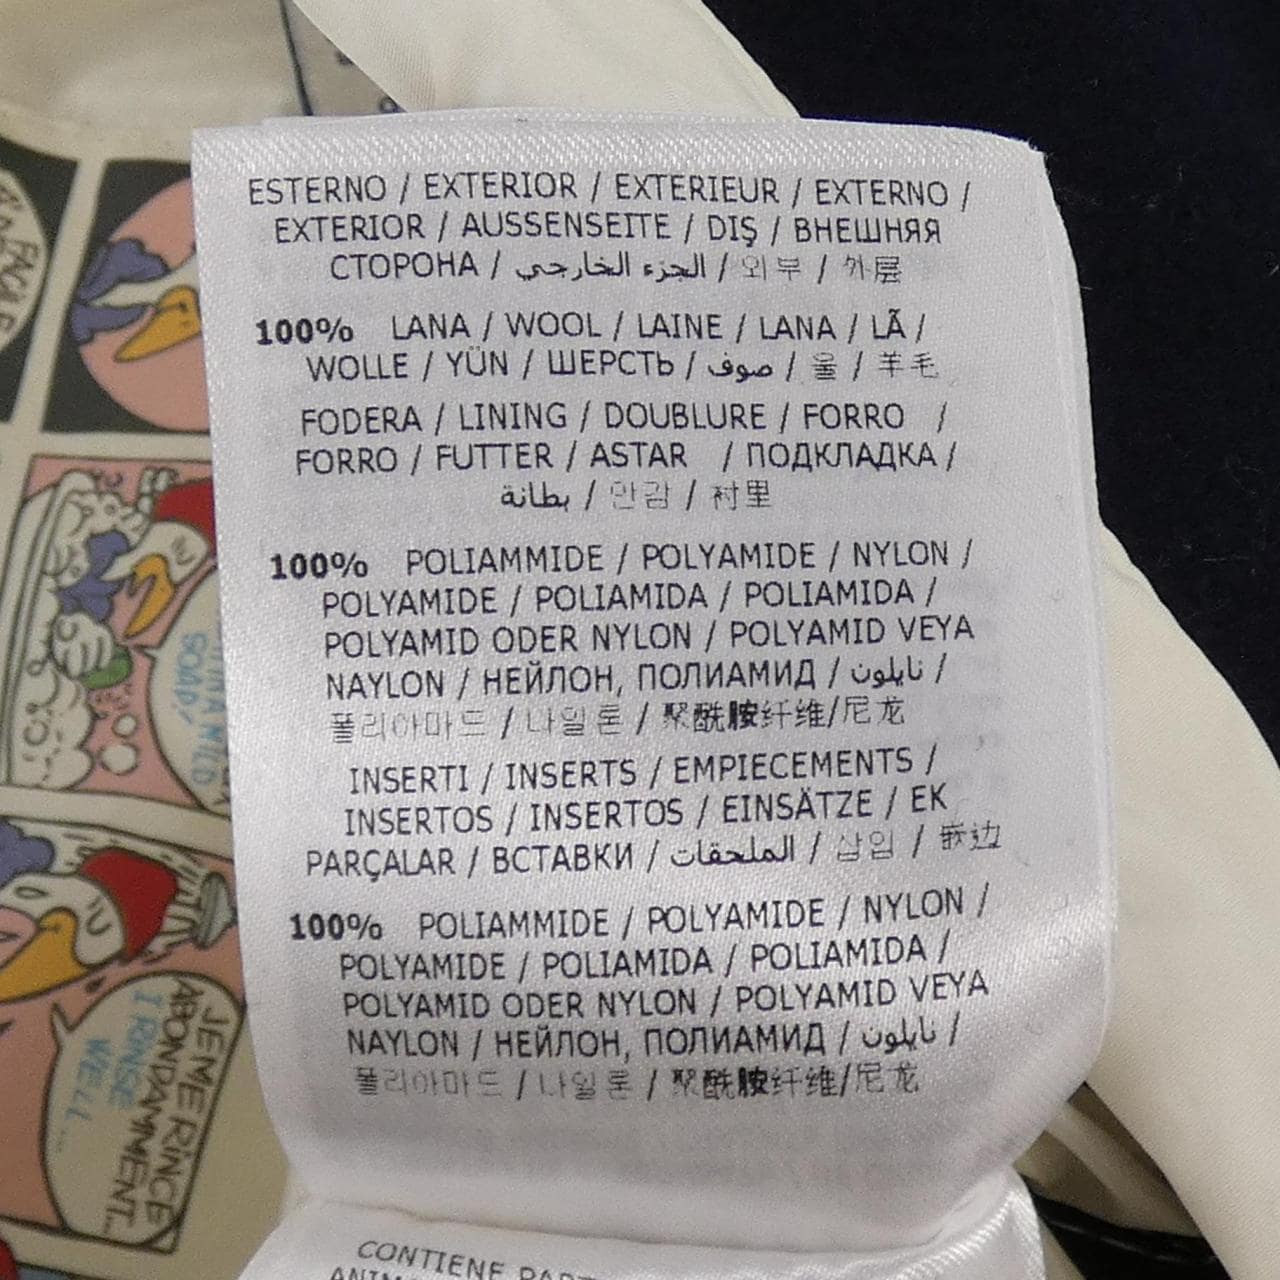 ESTERNO / EXTERIOR / EXTERIEUR / EXTERNO /
EXTERIOR / AUSSENSEITE / DIŞ / ВНЕШНЯЯ
СТОРОНА / الجزء الخارجي / 외부 / 外层
100% LANA / WOOL / LAINE / LANA / LÃ /
WOLLE / YÜN / ШЕРСТЬ / صوف / 울 / 羊毛
FODERA / LINING / DOUBLURE / FORRO /
FORRO / FUTTER / ASTAR / ПОДКЛАДКА /
بطانة / 안감 / 衬里
100% POLIAMMIDE / POLYAMIDE / NYLON /
POLYAMIDE / POLIAMIDA / POLIAMIDA /
POLYAMID ODER NYLON / POLYAMID VEYA
NAYLON / НЕЙЛОН, ПОЛИАМИД / نايلون /
폴리아마드 / 나일론 / 聚酰胺纤维/尼龙
INSERTI / INSERTS / EMPIECEMENTS /
INSERTOS / INSERTOS / EINSÄTZE / EK
PARÇALAR / ВСТАВКИ / الملحقات / 삽입 / 嵌边
100% POLIAMMIDE / POLYAMIDE / NYLON /
POLYAMIDE / POLIAMIDA / POLIAMIDA /
POLYAMID ODER NYLON / POLYAMID VEYA
NAYLON / НЕЙЛОН, ПОЛИАМИД / نايلون /
폴리아마드 / 나일론 / 聚酰胺纤维/尼龙
CONTIENE
SOAP,
JE ME RINCE
ABONDAMMENT...
I RINSE
WELL...